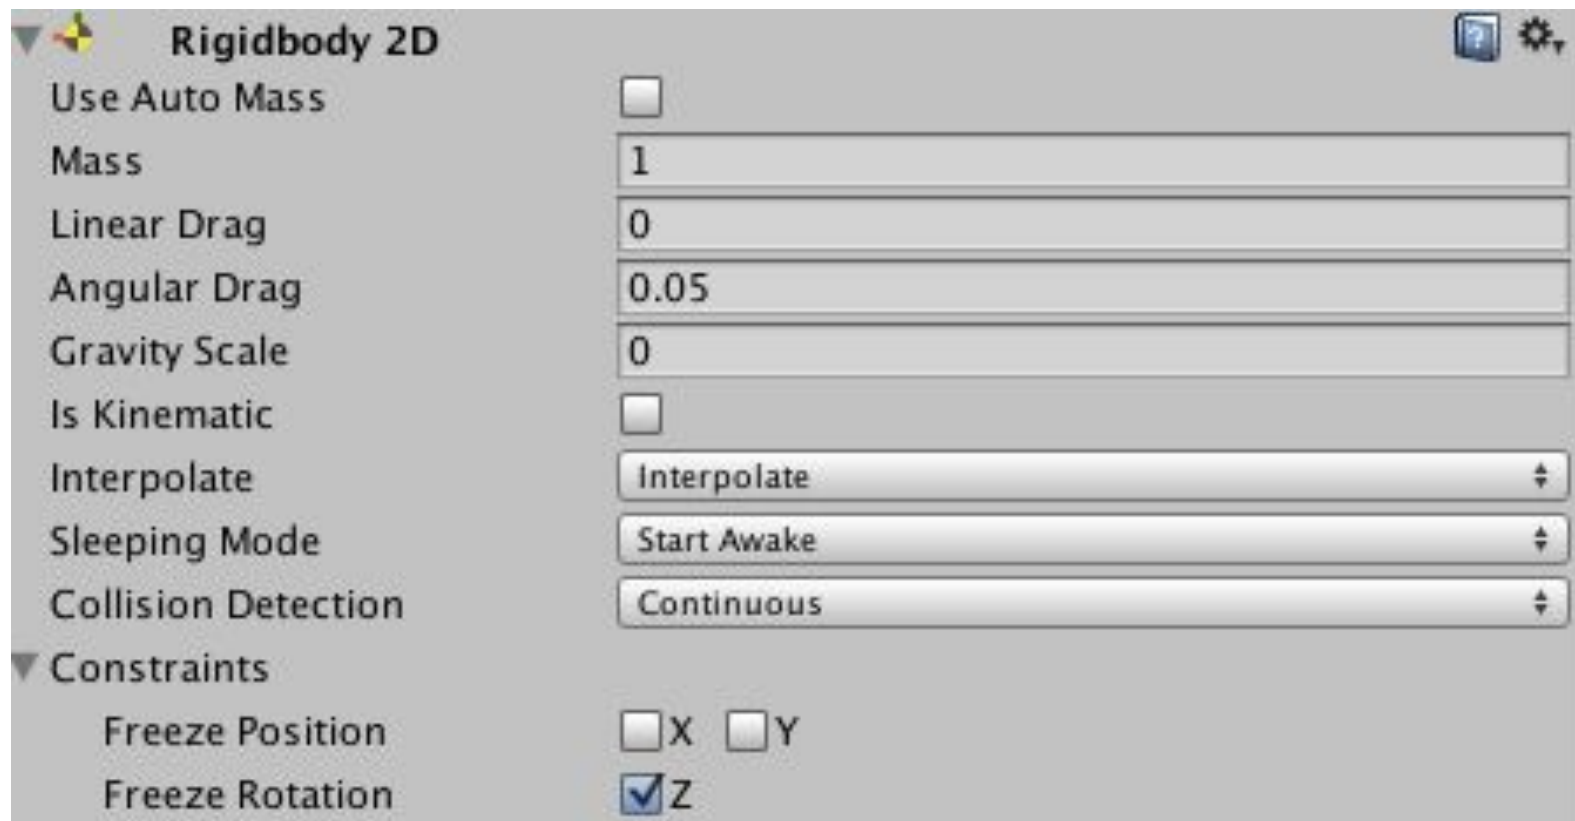 Rigidbody 2D
Use Auto Mass
Mass 1
Linear Drag 0
Angular Drag 0.05
Gravity Scale 0
Is Kinematic
Interpolate Interpolate
Sleeping Mode Start Awake
Collision Detection Continuous
Constraints
Freeze Position X Y
Freeze Rotation Z